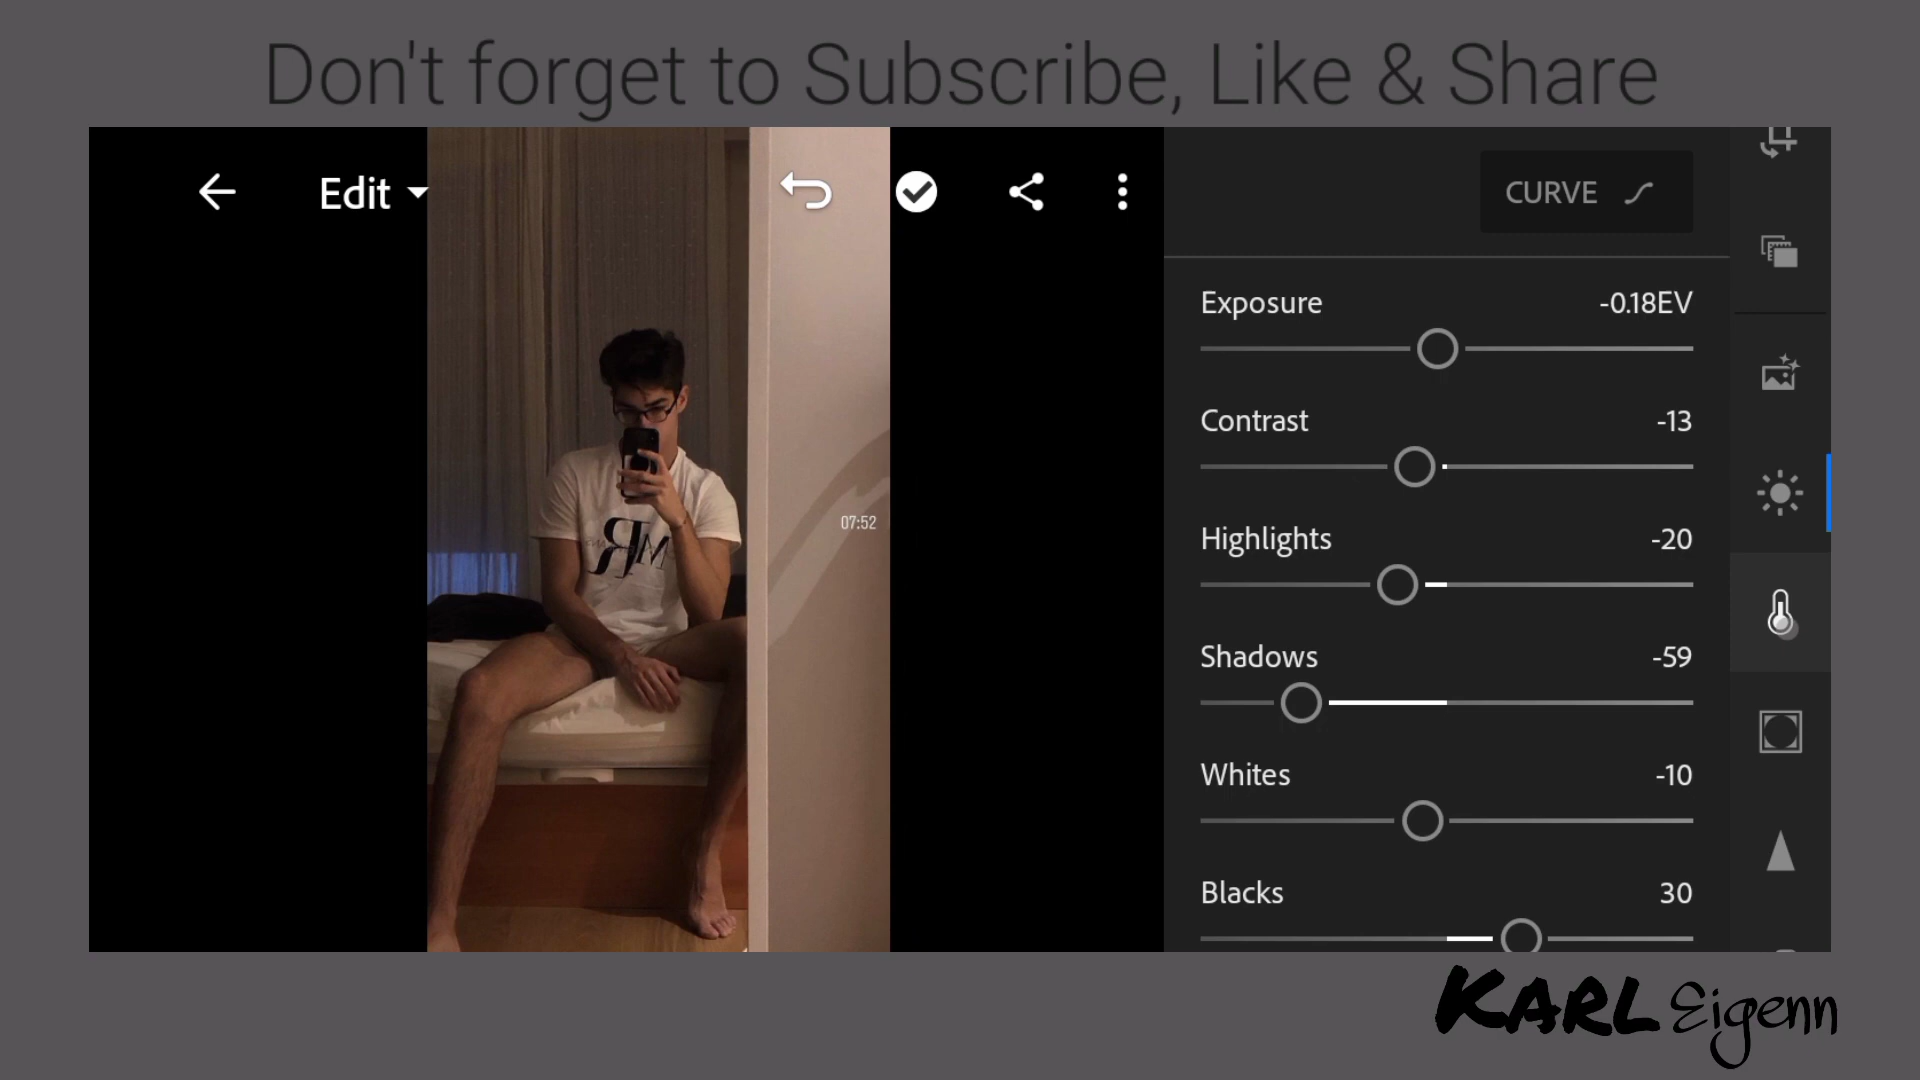 Don't forget to Subscribe, Like & Share
Edit
CURVE
Exposure -0.18EV
Contrast -13
Highlights -20
Shadows -59
Whites -10
Blacks 30
07:52
KARL Eigenn